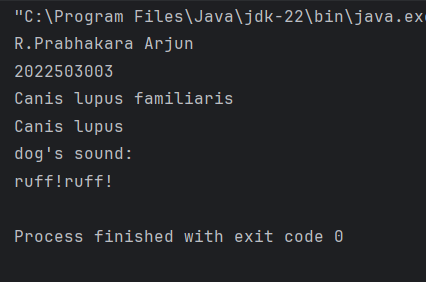 "C:\Program Files\Java\jdk-22\bin\java.exe
R.Prabhakara Arjun
2022503003
Canis lupus familiaris
Canis lupus
dog's sound:
ruff!ruff!
Process finished with exit code 0